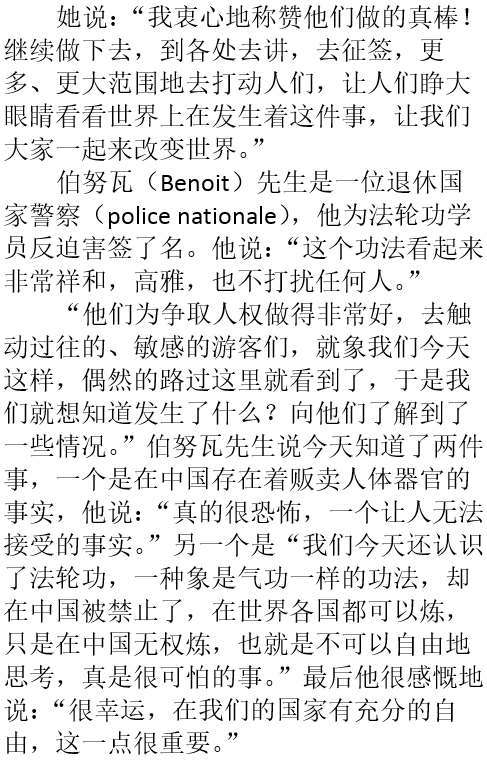 她说：“我衷心地称赞他们做的真棒！
继续做下去，到各处去讲，去征签，更
多、更大范围地去打动人们，让人们睁大
眼睛看看世界上在发生着这件事，让我们
大家一起来改变世界。”
伯努瓦（Benoit）先生是一位退休国
家警察（police nationale），他为法轮功学
员反迫害签了名。他说：“这个功法看起来
非常祥和，高雅，也不打扰任何人。”
“他们为争取人权做得非常好，去触
动过往的、敏感的游客们，就象我们今天
这样，偶然的路过这里就看到了，于是我
们就想知道发生了什么？向他们了解到了
一些情况。”伯努瓦先生说今天知道了两件
事，一个是在中国存在着贩卖人体器官的
事实，他说：“真的很恐怖，一个让人无法
接受的事实。”另一个是“我们今天还认识
了法轮功，一种象是气功一样的功法，却
在中国被禁止了，在世界各国都可以炼，
只是在中国无权炼，也就是不可以自由地
思考，真是很可怕的事。”最后他很感慨地
说：“很幸运，在我们的国家有充分的自
由，这一点很重要。”